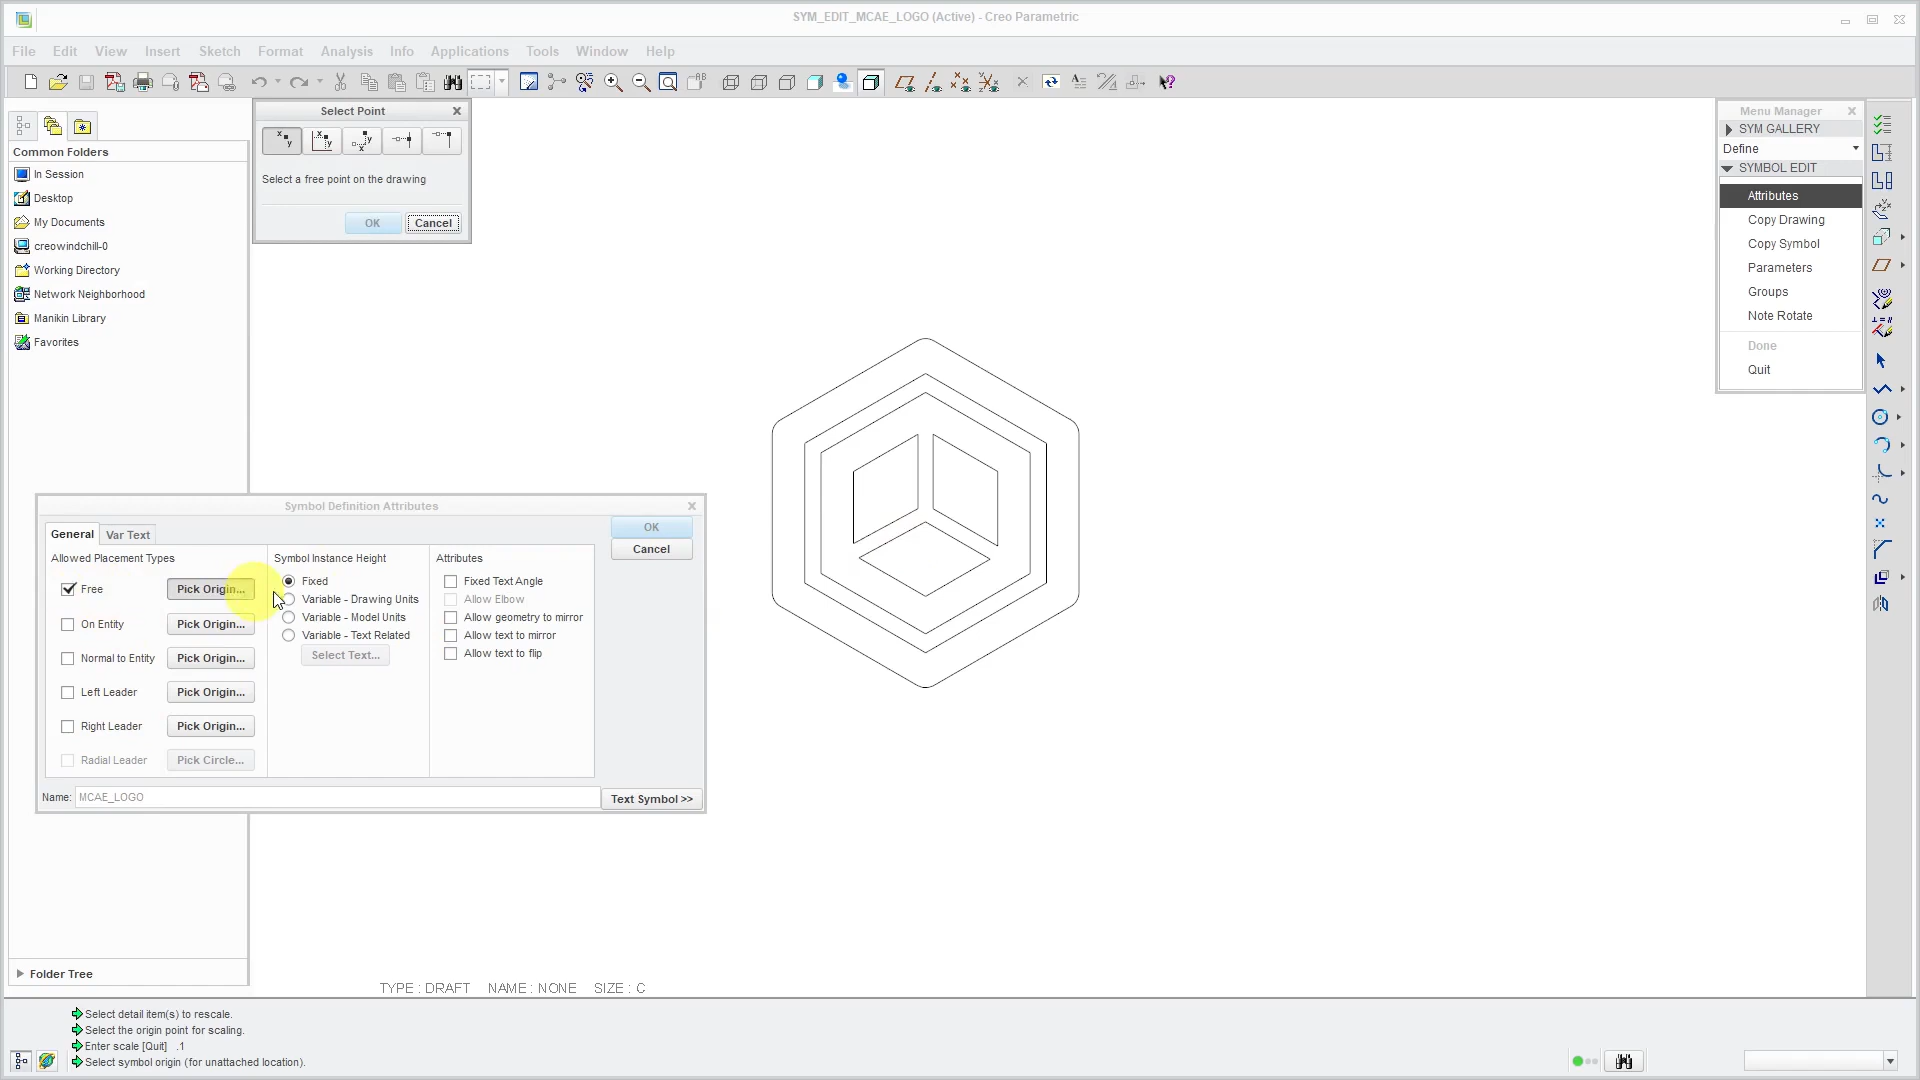 SYM_EDIT_MCAE_LOGO (Active) - Creo Parametric
File Edit View Insert Sketch Format Analysis Info Applications Tools Window Help
Select Point
Select a free point on the drawing
OK Cancel
Common Folders
In Session
Desktop
My Documents
creowindchill-0
Working Directory
Network Neighborhood
Manikin Library
Favorites
Folder Tree
Menu Manager
SYM GALLERY
Define
SYMBOL EDIT
Attributes
Copy Drawing
Copy Symbol
Parameters
Groups
Note Rotate
Done
Quit
Symbol Definition Attributes
General Var Text
OK
Cancel
Allowed Placement Types
Free Pick Origin...
On Entity Pick Origin...
Normal to Entity Pick Origin...
Left Leader Pick Origin...
Right Leader Pick Origin...
Radial Leader Pick Circle...
Symbol Instance Height
Fixed
Variable - Drawing Units
Variable - Model Units
Variable - Text Related
Select Text...
Attributes
Fixed Text Angle
Allow Elbow
Allow geometry to mirror
Allow text to mirror
Allow text to flip
Name: MCAE_LOGO Text Symbol >>
TYPE : DRAFT NAME : NONE SIZE : C
Select detail item(s) to rescale.
Select the origin point for scaling.
Enter scale [Quit] .1
Select symbol origin (for unattached location).